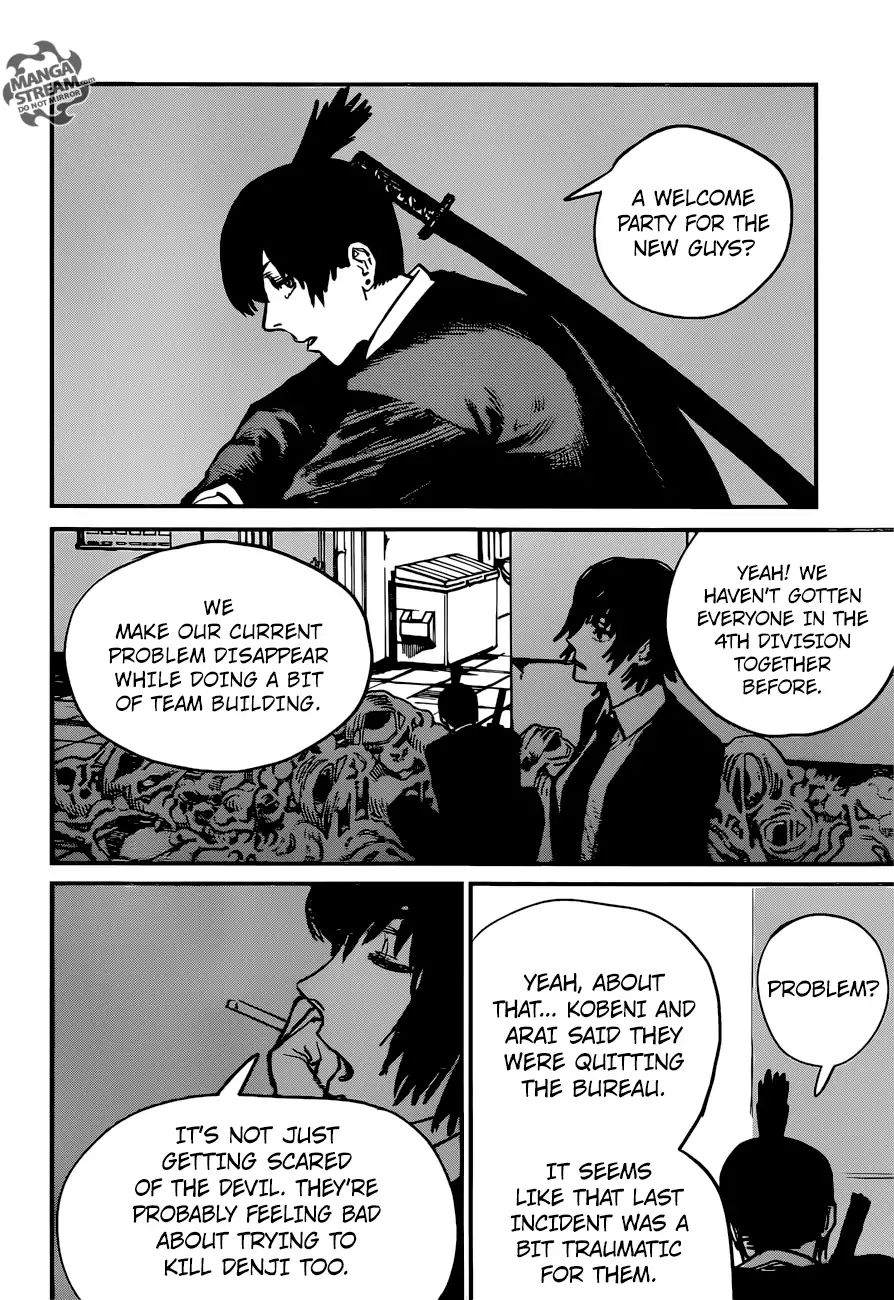 MANGA
STREAM.com
DO NOT MIRROR
A WELCOME
PARTY FOR THE
NEW GUYS?
YEAH! WE
HAVEN'T GOTTEN
EVERYONE IN THE
4TH DIVISION
TOGETHER
BEFORE.
WE
MAKE OUR CURRENT
PROBLEM DISAPPEAR
WHILE DOING A BIT
OF TEAM BUILDING.
PROBLEM?
YEAH, ABOUT
THAT... KOBENI AND
ARAI SAID THEY
WERE QUITTING
THE BUREAU.
IT SEEMS
LIKE THAT LAST
INCIDENT WAS A
BIT TRAUMATIC
FOR THEM.
IT'S NOT JUST
GETTING SCARED
OF THE DEVIL. THEY'RE
PROBABLY FEELING BAD
ABOUT TRYING TO
KILL DENJI TOO.